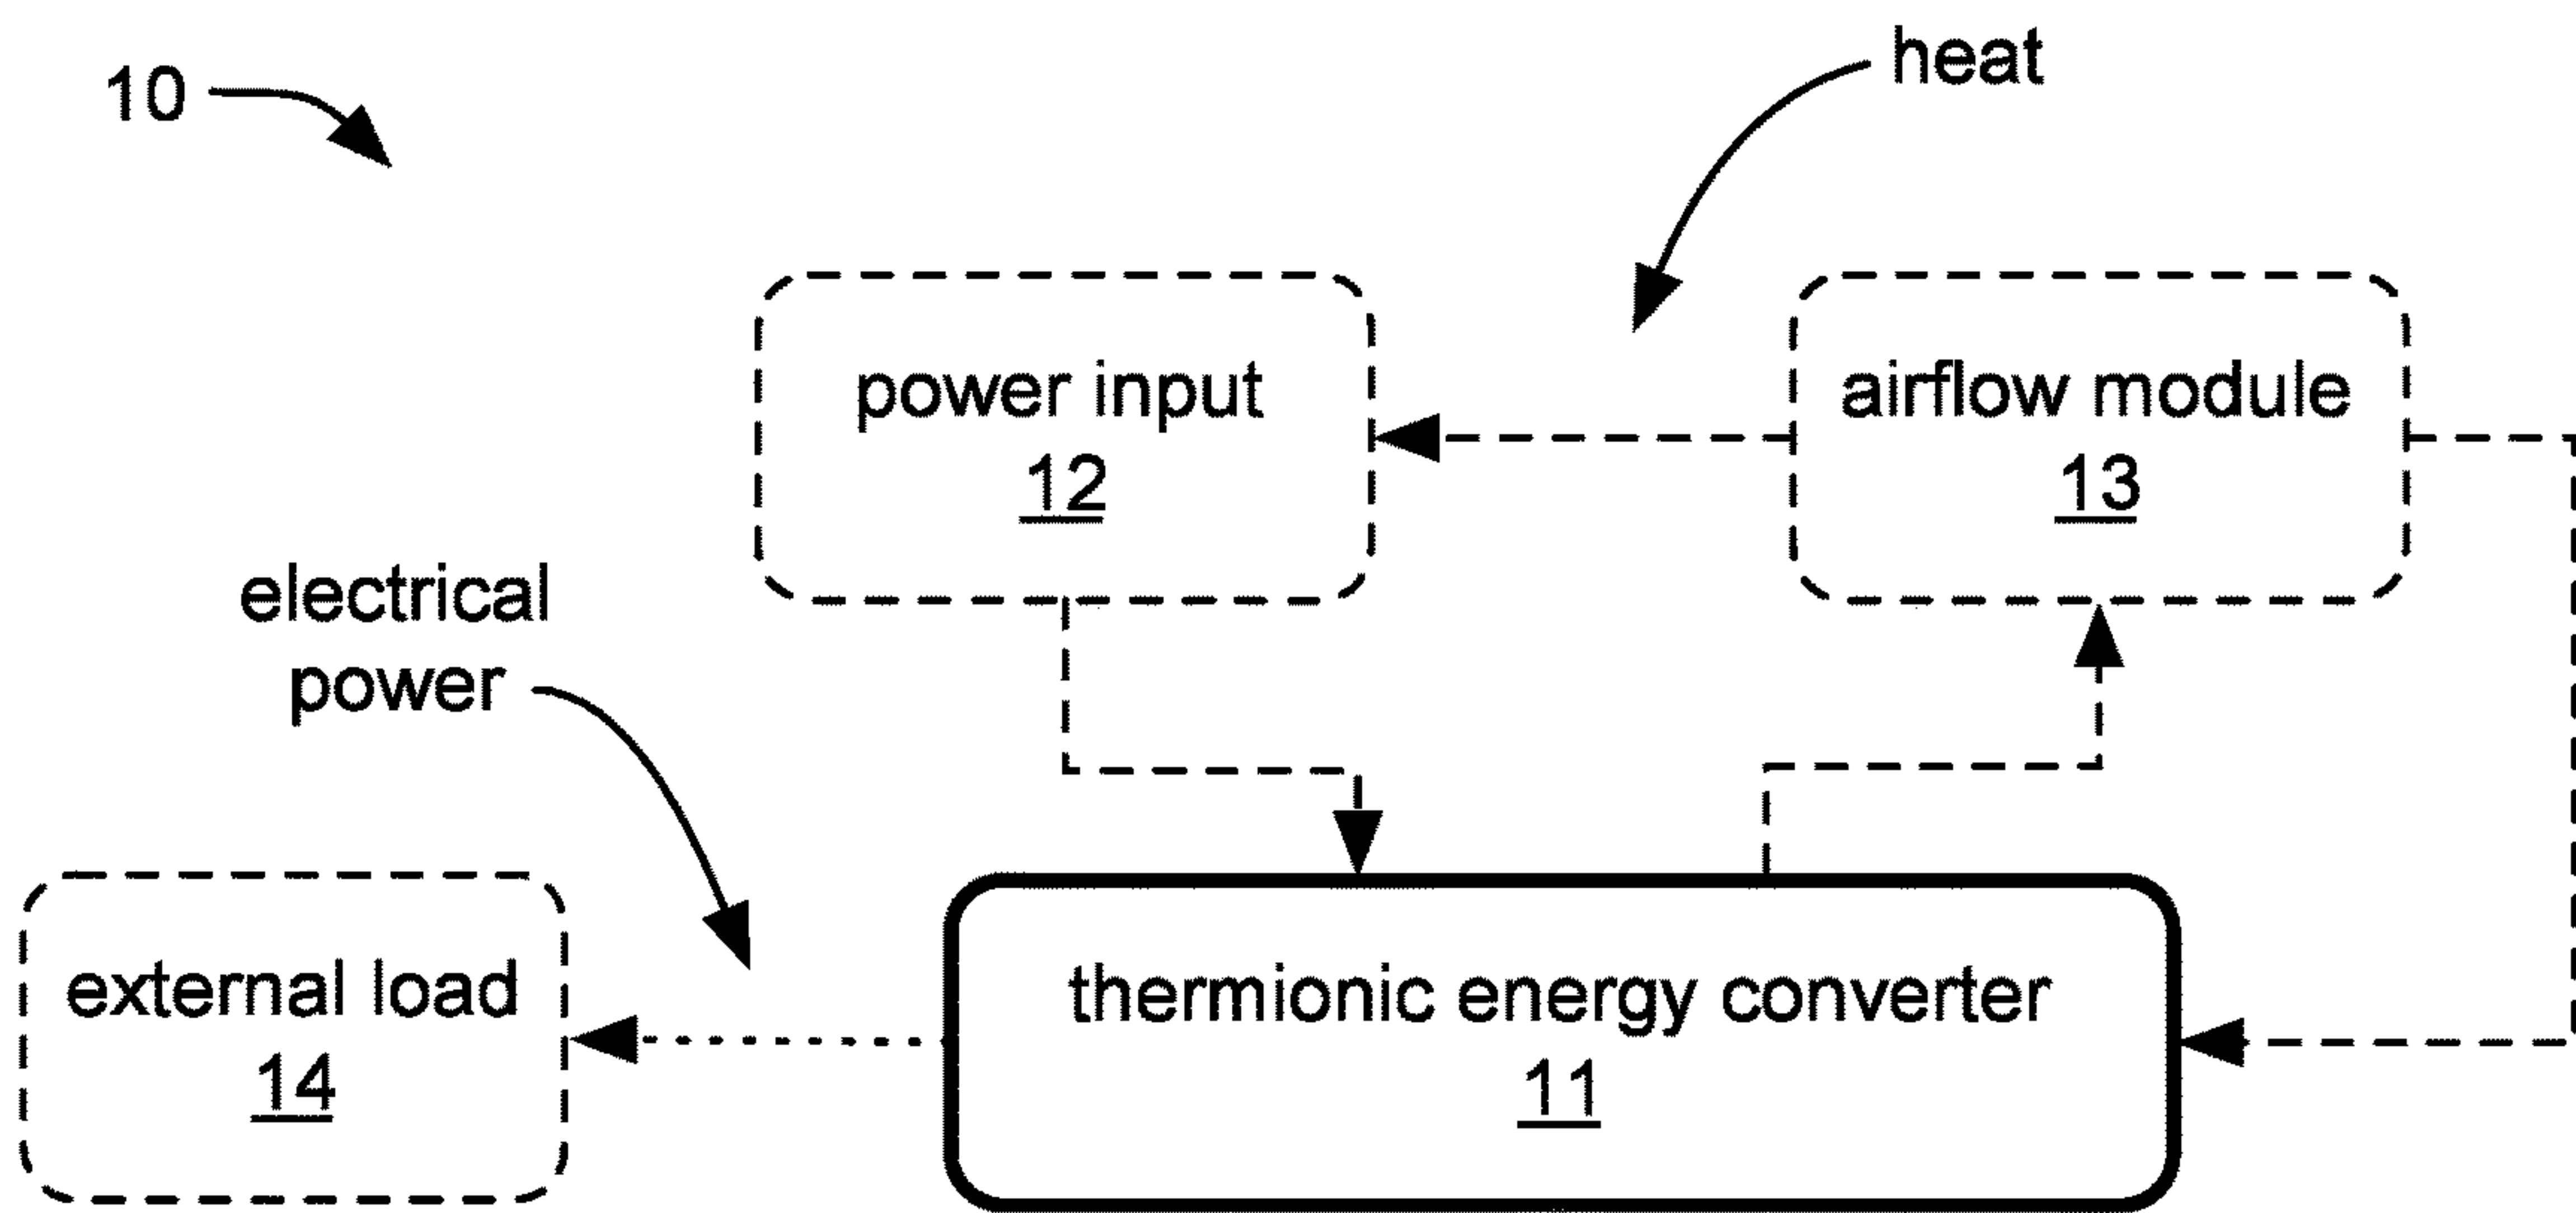 10
heat
power input
12
airflow module
13
electrical
power
external load
14
thermionic energy converter
11